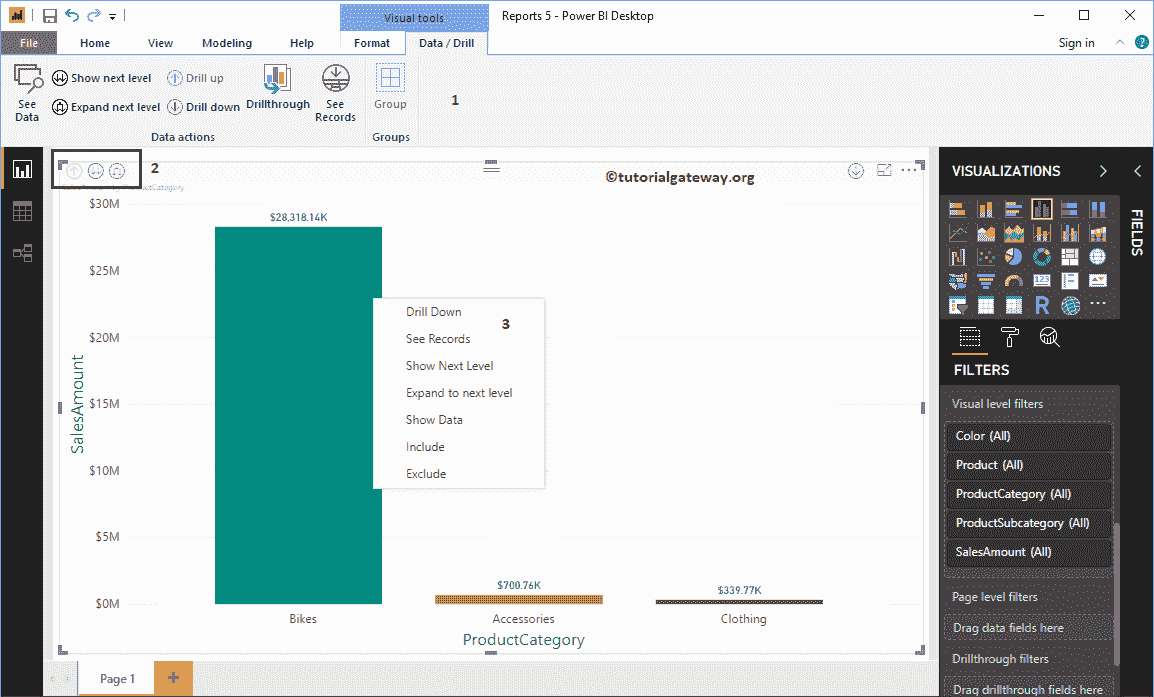 Visual tools
Reports 5 - Power BI Desktop
File Home View Modeling Help Format Data / Drill Sign in
Show next level Drill up
Expand next level Drill down
See Data
Drillthrough
See Records
Group
1
Data actions
Groups
2
©tutorialgateway.org
SalesAmount
$30M
$25M
$20M
$15M
$10M
$5M
$0M
$28,318.14K
$700.76K
$339.77K
Drill Down
3
See Records
Show Next Level
Expand to next level
Show Data
Include
Exclude
Bikes
Accessories
Clothing
ProductCategory
Page 1
VISUALIZATIONS
123
R
FILTERS
Visual level filters
Color (All)
Product (All)
ProductCategory (All)
ProductSubcategory (All)
SalesAmount (All)
Page level filters
Drag data fields here
Drillthrough filters
Drag drillthrough fields here
FIELDS